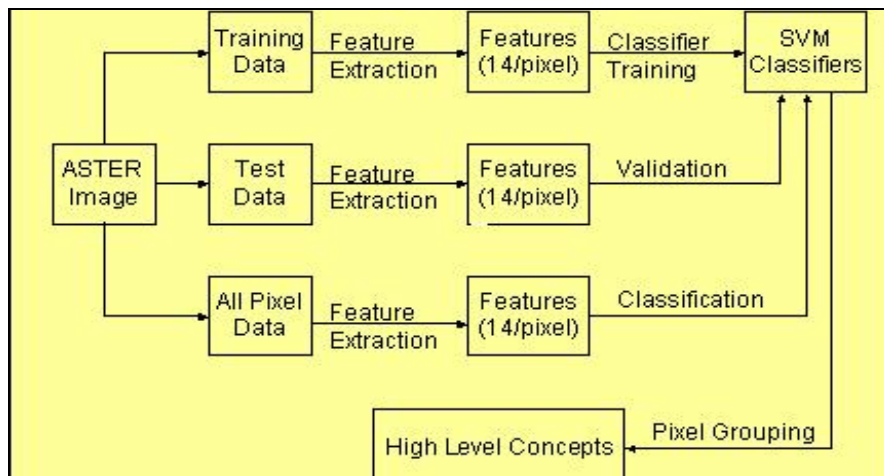 Training
Data
Feature
Extraction
Features
(14/pixel)
Classifier
Training
SVM
Classifiers
ASTER
Image
Test
Data
Feature
Extraction
Features
(14/pixel)
Validation
All Pixel
Data
Feature
Extraction
Features
(14/pixel)
Classification
High Level Concepts
Pixel Grouping